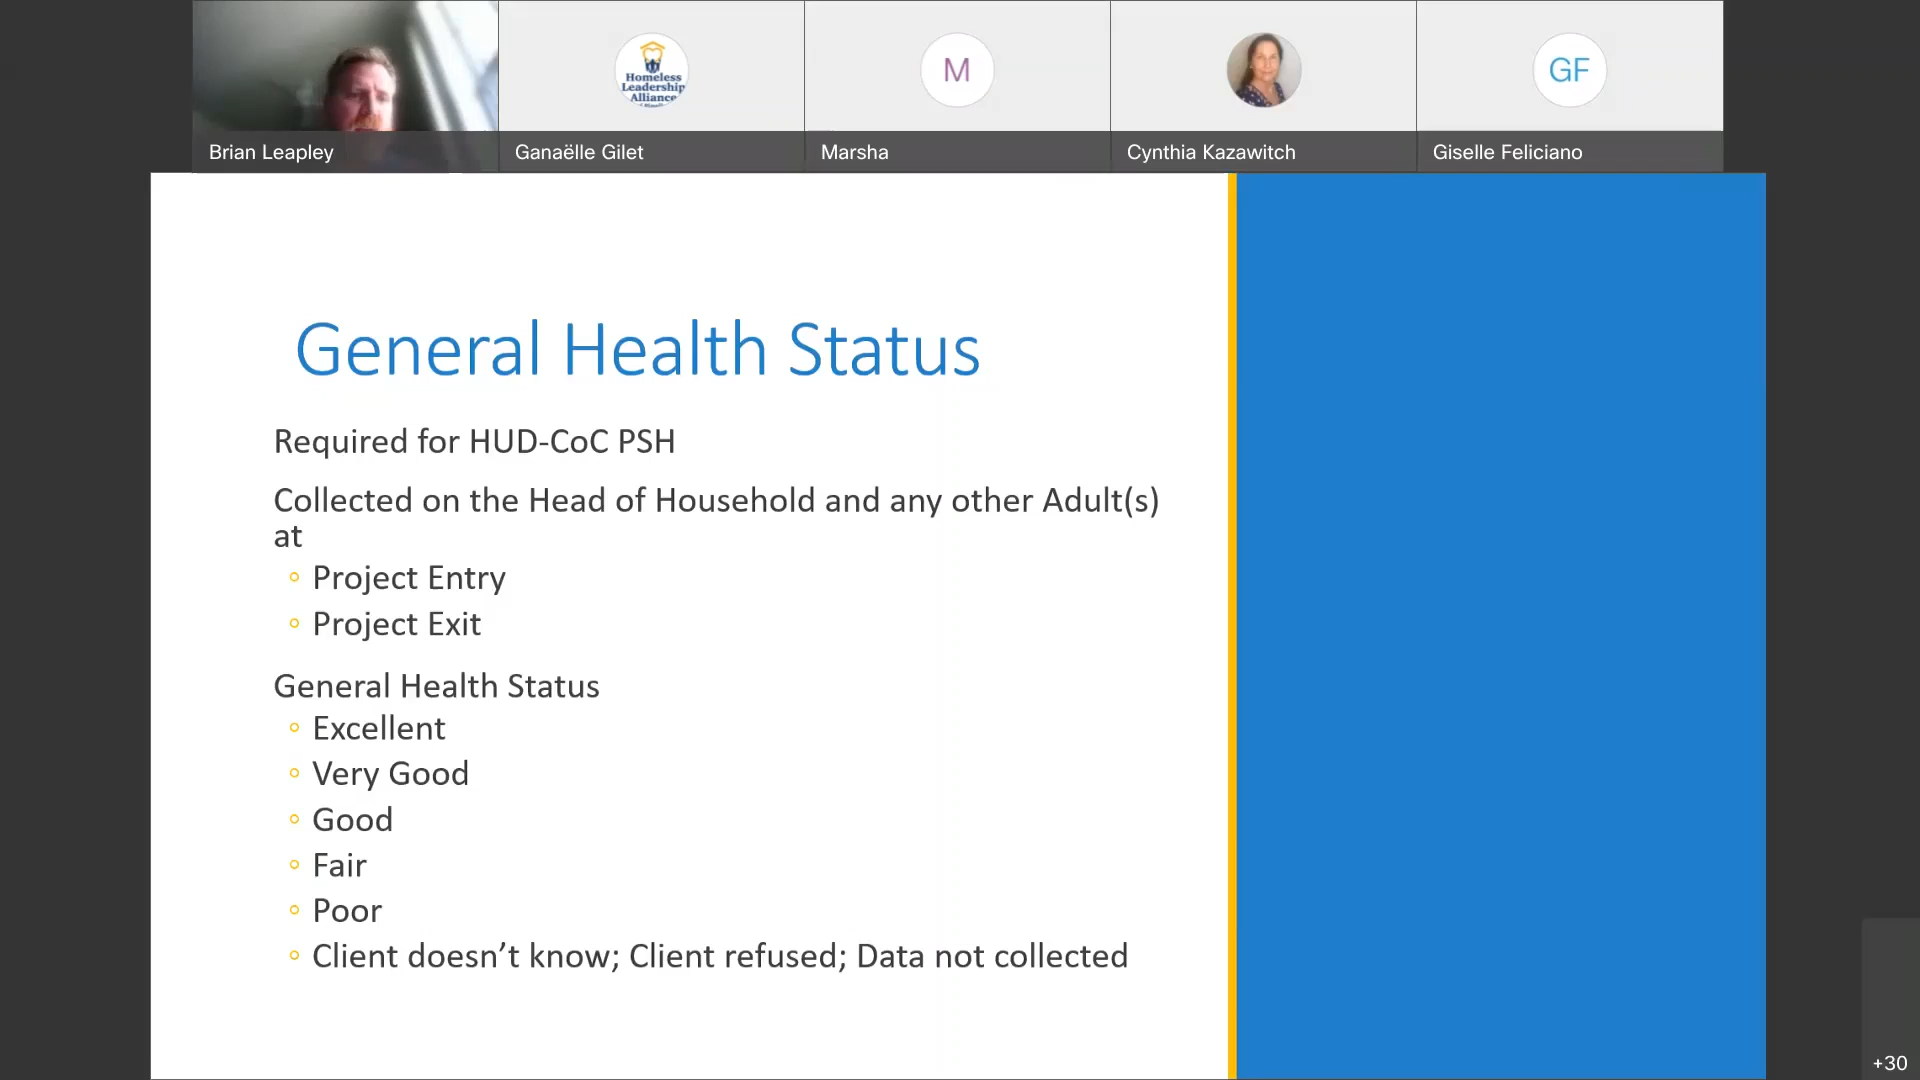 Homeless
Leadership
Alliance
M
GF
Brian Leapley
Ganaëlle Gilet
Marsha
Cynthia Kazawitch
Giselle Feliciano
General Health Status
Required for HUD-CoC PSH
Collected on the Head of Household and any other Adult(s)
at
Project Entry
Project Exit
General Health Status
Excellent
Very Good
Good
Fair
Poor
Client doesn’t know; Client refused; Data not collected
+30